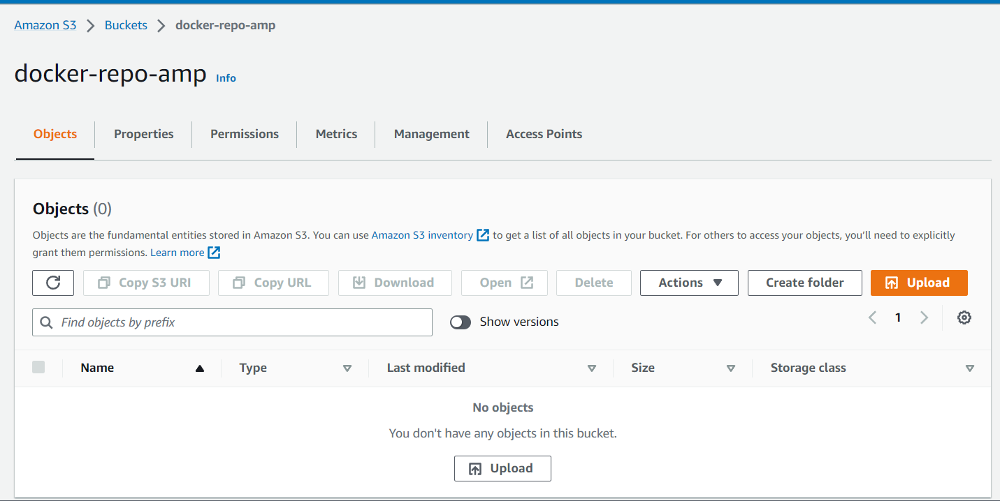 Amazon S3 Buckets docker-repo-amp
docker-repo-amp Info
Objects Properties Permissions Metrics Management Access Points
Objects (0)
Objects are the fundamental entities stored in Amazon S3. You can use Amazon S3 inventory to get a list of all objects in your bucket. For others to access your objects, you’ll need to explicitly
grant them permissions. Learn more
Copy S3 URI Copy URL Download Open Delete Actions Create folder Upload
Find objects by prefix Show versions 1
Name Type Last modified Size Storage class
No objects
You don't have any objects in this bucket.
Upload